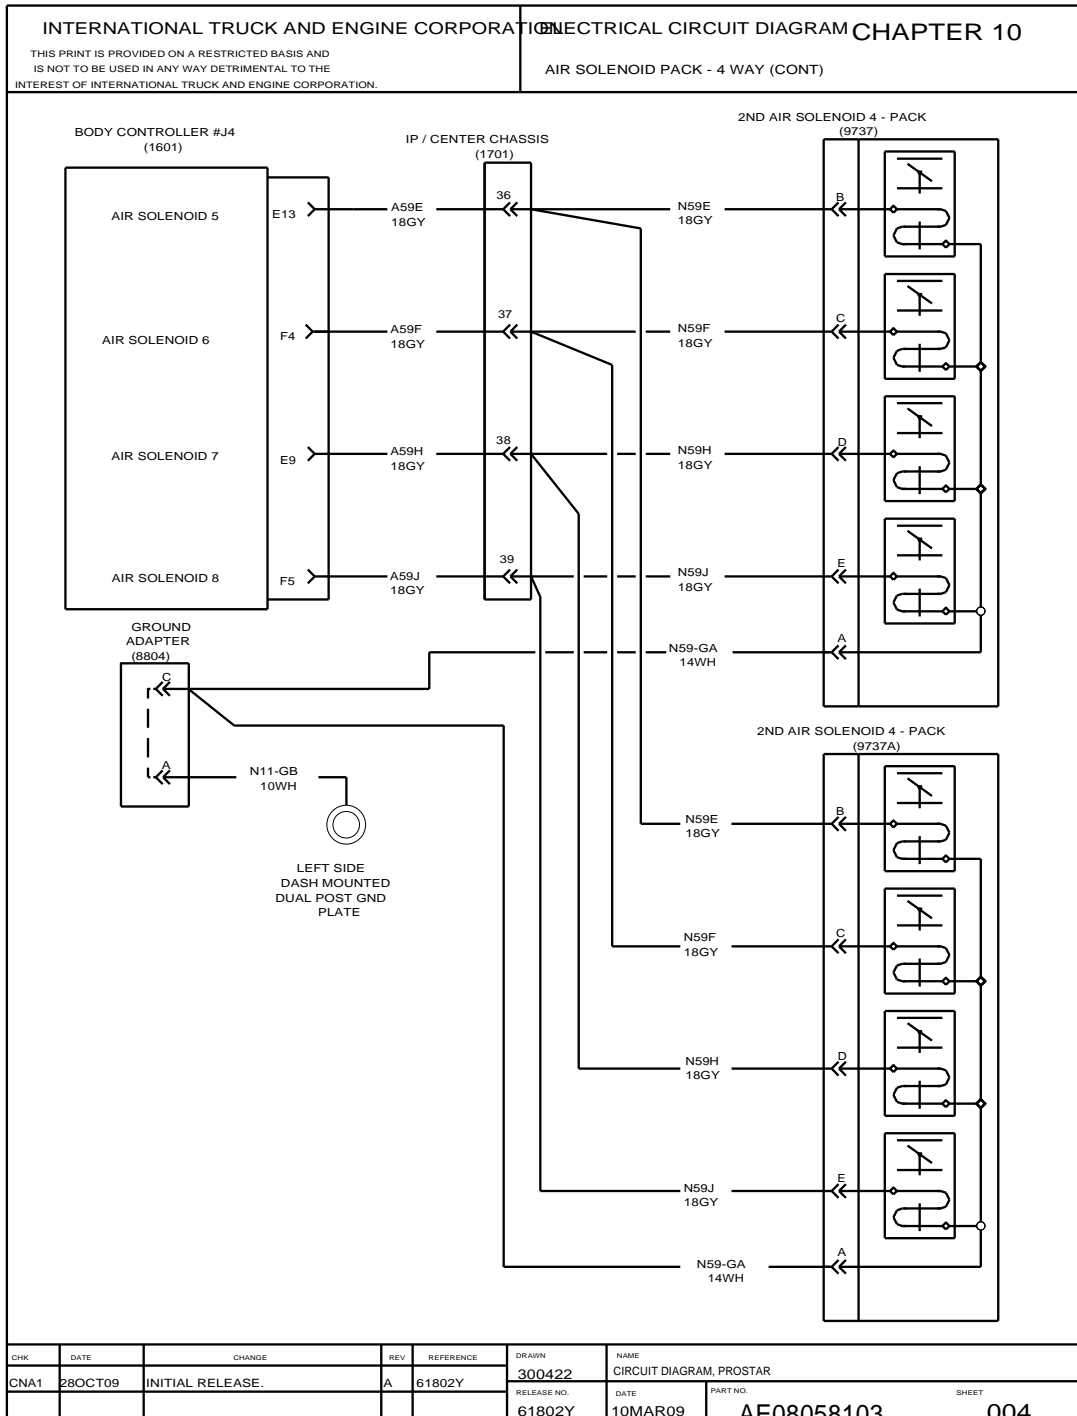 INTERNATIONAL TRUCK AND ENGINE CORPORATION
ELECTRICAL CIRCUIT DIAGRAM
CHAPTER 10
THIS PRINT IS PROVIDED ON A RESTRICTED BASIS AND
IS NOT TO BE USED IN ANY WAY DETRIMENTAL TO THE
INTEREST OF INTERNATIONAL TRUCK AND ENGINE CORPORATION.
AIR SOLENOID PACK - 4 WAY (CONT)
BODY CONTROLLER #J4
(1601)
IP / CENTER CHASSIS
(1701)
2ND AIR SOLENOID 4 - PACK
(9737)
AIR SOLENOID 5
E13
A59E
18GY
36
N59E
18GY
B
AIR SOLENOID 6
F4
A59F
18GY
37
N59F
18GY
C
AIR SOLENOID 7
E9
A59H
18GY
38
N59H
18GY
D
AIR SOLENOID 8
F5
A59J
18GY
39
N59J
18GY
E
GROUND
ADAPTER
(8804)
C
N59-GA
14WH
A
A
N11-GB
10WH
LEFT SIDE
DASH MOUNTED
DUAL POST GND
PLATE
2ND AIR SOLENOID 4 - PACK
(9737A)
N59E
18GY
B
N59F
18GY
C
N59H
18GY
D
N59J
18GY
E
N59-GA
14WH
A
CHK DATE CHANGE REV REFERENCE
CNA1 28OCT09 INITIAL RELEASE. A 61802Y
DRAWN
300422
NAME
CIRCUIT DIAGRAM, PROSTAR
RELEASE NO.
61802Y
DATE
10MAR09
PART NO.
AE08058103
SHEET
004